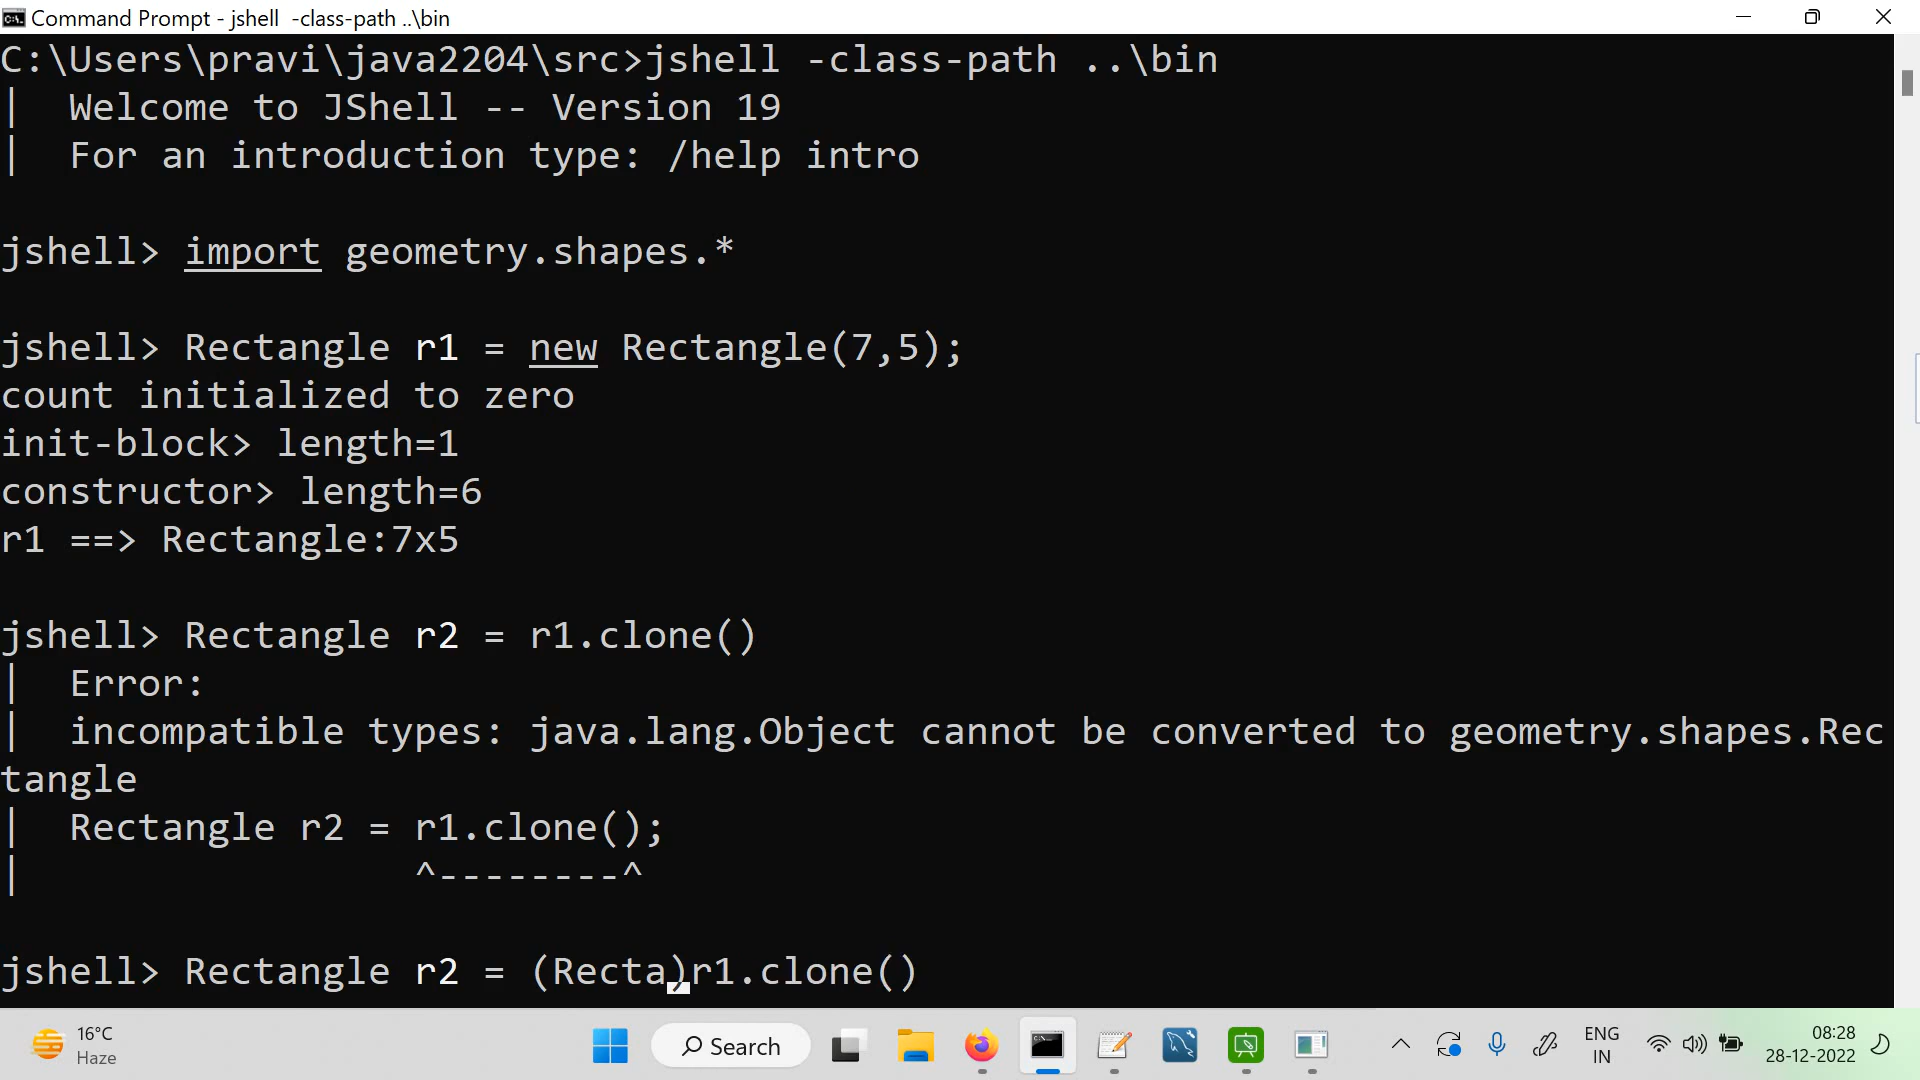 Command Prompt - jshell  -class-path ..\bin
C:\Users\pravi\java2204\src>jshell -class-path ..\bin
|  Welcome to JShell -- Version 19
|  For an introduction type: /help intro
jshell> import geometry.shapes.*
jshell> Rectangle r1 = new Rectangle(7,5);
count initialized to zero
init-block> length=1
constructor> length=6
r1 ==> Rectangle:7x5
jshell> Rectangle r2 = r1.clone()
|  Error:
|  incompatible types: java.lang.Object cannot be converted to geometry.shapes.Rec
tangle
|  Rectangle r2 = r1.clone();
|                 ^--------^
jshell> Rectangle r2 = (Recta)r1.clone()
16°C
Haze
Search
ENG
IN
08:28
28-12-2022